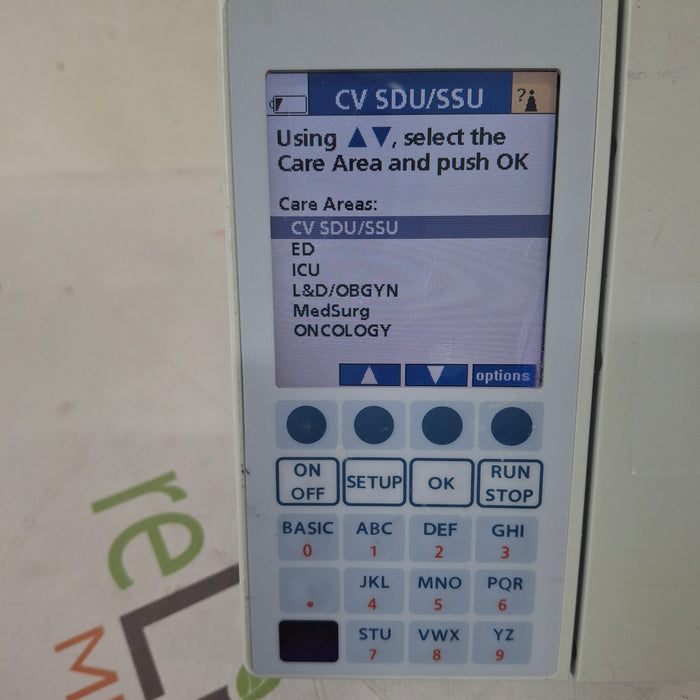 CV SDU/SSU
?
Using ▲▼, select the
Care Area and push OK
Care Areas:
CV SDU/SSU
ED
ICU
L&D/OBGYN
MedSurg
ONCOLOGY
▲ ▼ options
ON OFF
SETUP
OK
RUN STOP
BASIC ABC DEF GHI
0 1 2 3
. JKL MNO PQR
4 5 6
STU VWX YZ
7 8 9
re